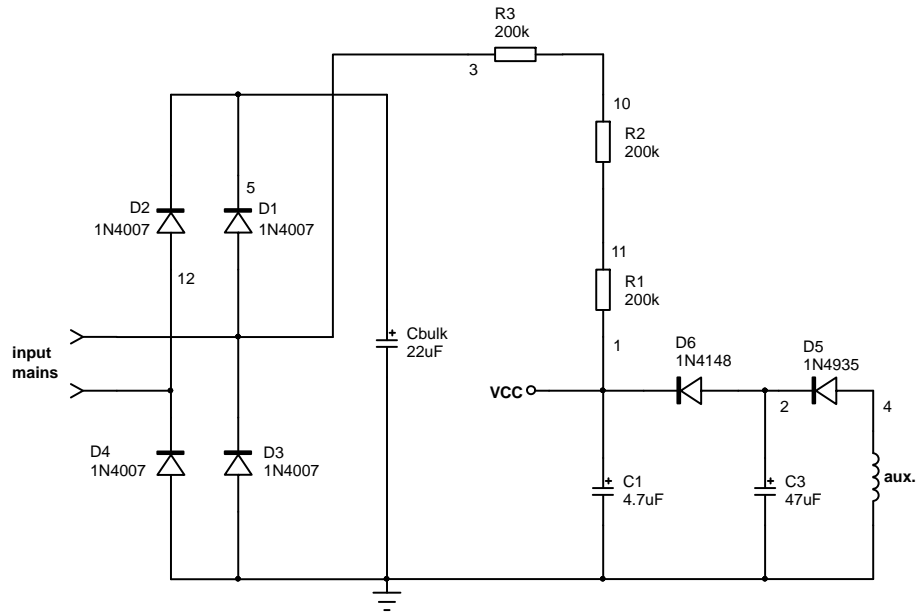 R3
200k
3
10
R2
200k
5
D2
1N4007
D1
1N4007
11
12
R1
200k
input
mains
Cbulk
22uF
+
1
D6
1N4148
D5
1N4935
VCC
2
4
D4
1N4007
D3
1N4007
+
C1
4.7uF
+
C3
47uF
aux.